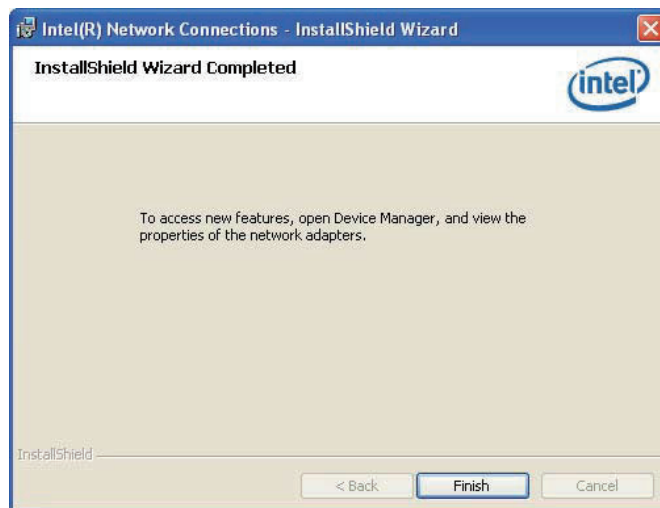 Intel(R) Network Connections - InstallShield Wizard
InstallShield Wizard Completed
intel
To access new features, open Device Manager, and view the
properties of the network adapters.
InstallShield
< Back
Finish
Cancel